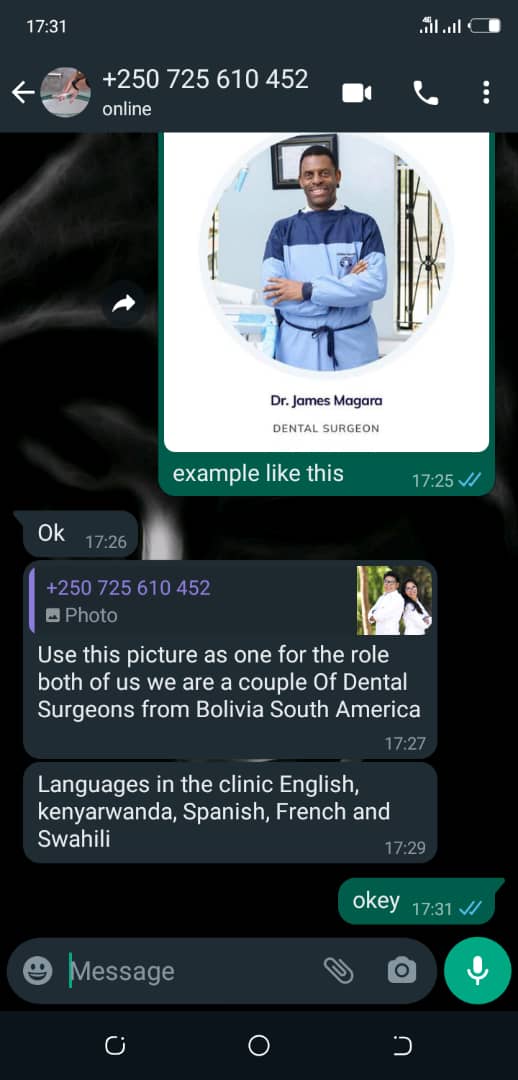 17:31
4G
+250 725 610 452
online
Dr. James Magara
DENTAL SURGEON
example like this
17:25
Ok
17:26
+250 725 610 452
Photo
Use this picture as one for the role
both of us we are a couple Of Dental
Surgeons from Bolivia South America
17:27
Languages in the clinic English,
kenyarwanda, Spanish, French and
Swahili
17:29
okey
17:31
Message